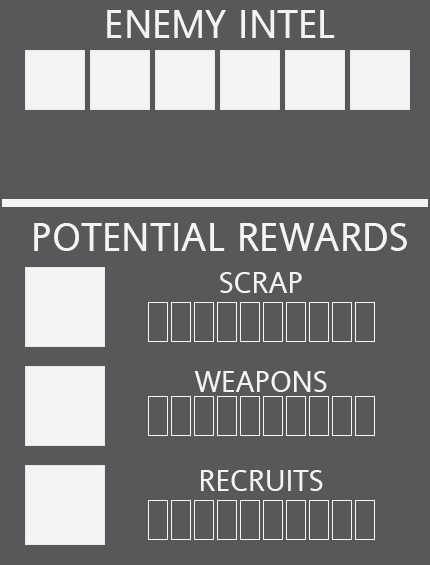 ENEMY INTEL
POTENTIAL REWARDS
SCRAP
WEAPONS
RECRUITS